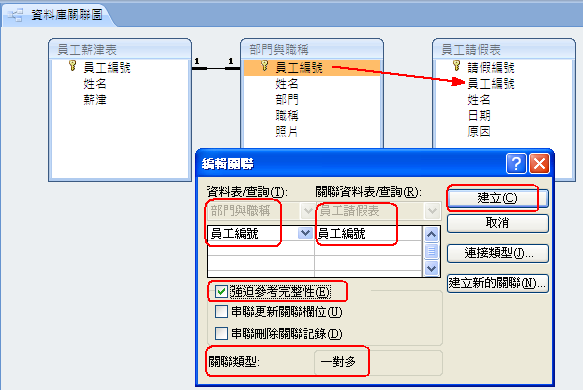 資料庫關聯圖
員工薪津表
員工編號
姓名
薪津
1 1
部門與職稱
員工編號
姓名
部門
職稱
照片
員工請假表
請假編號
員工編號
姓名
日期
原因
編輯關聯
資料表/查詢(T):
關聯資料表/查詢(R):
部門與職稱
員工請假表
員工編號
員工編號
強迫參考完整性(E)
串聯更新關聯欄位(U)
串聯刪除關聯記錄(D)
關聯類型:
一對多
建立(C)
取消
連接類型(J)...
建立新的關聯(N)...